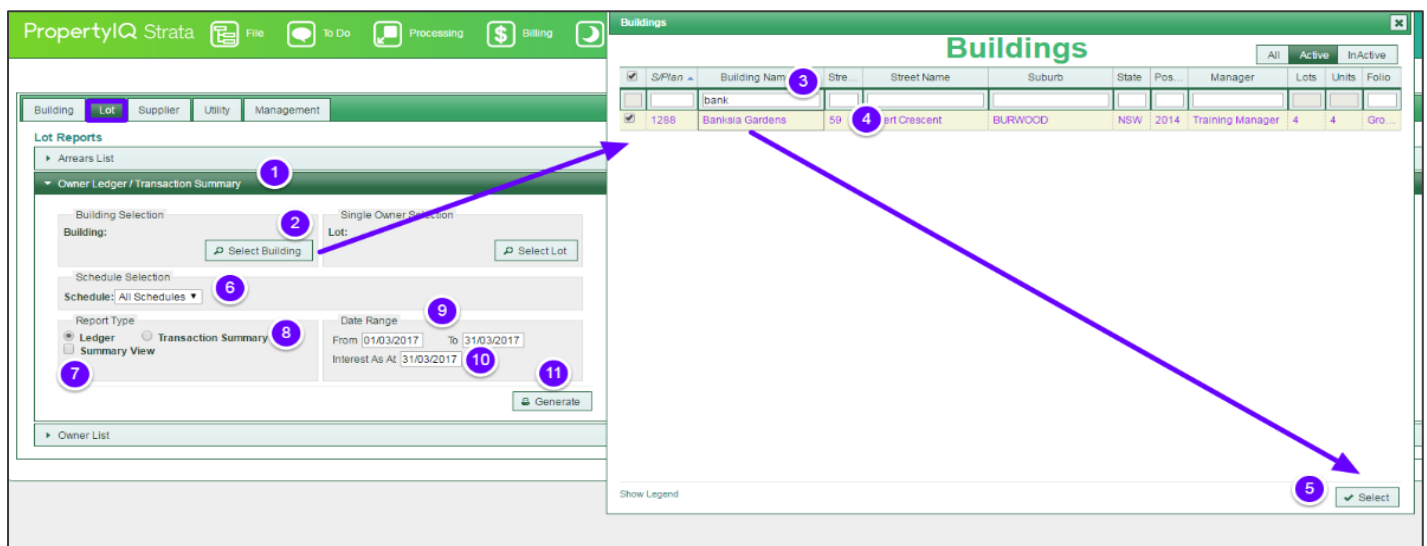 PropertyIQ Strata File To Do Processing $ Billing
Building Lot Supplier Utility Management
Lot Reports
Arrears List
1
Owner Ledger / Transaction Summary
Building Selection
Building:
2
Select Building
Single Owner Selection
Lot:
Select Lot
Schedule Selection
Schedule: All Schedules
6
Report Type
Ledger Transaction Summary
8
Summary View
7
Date Range
9
From 01/03/2017 To 31/03/2017
Interest As At 31/03/2017
10
11
Generate
Owner List
Buildings
Buildings
All Active InActive
S/Plan Building Nam 3 Stre... Street Name Suburb State Pos... Manager Lots Units Folio
bank
1288 Banksia Gardens 59 4 ert Crescent BURWOOD NSW 2014 Training Manager 4 4 Gro...
Show Legend
5
Select